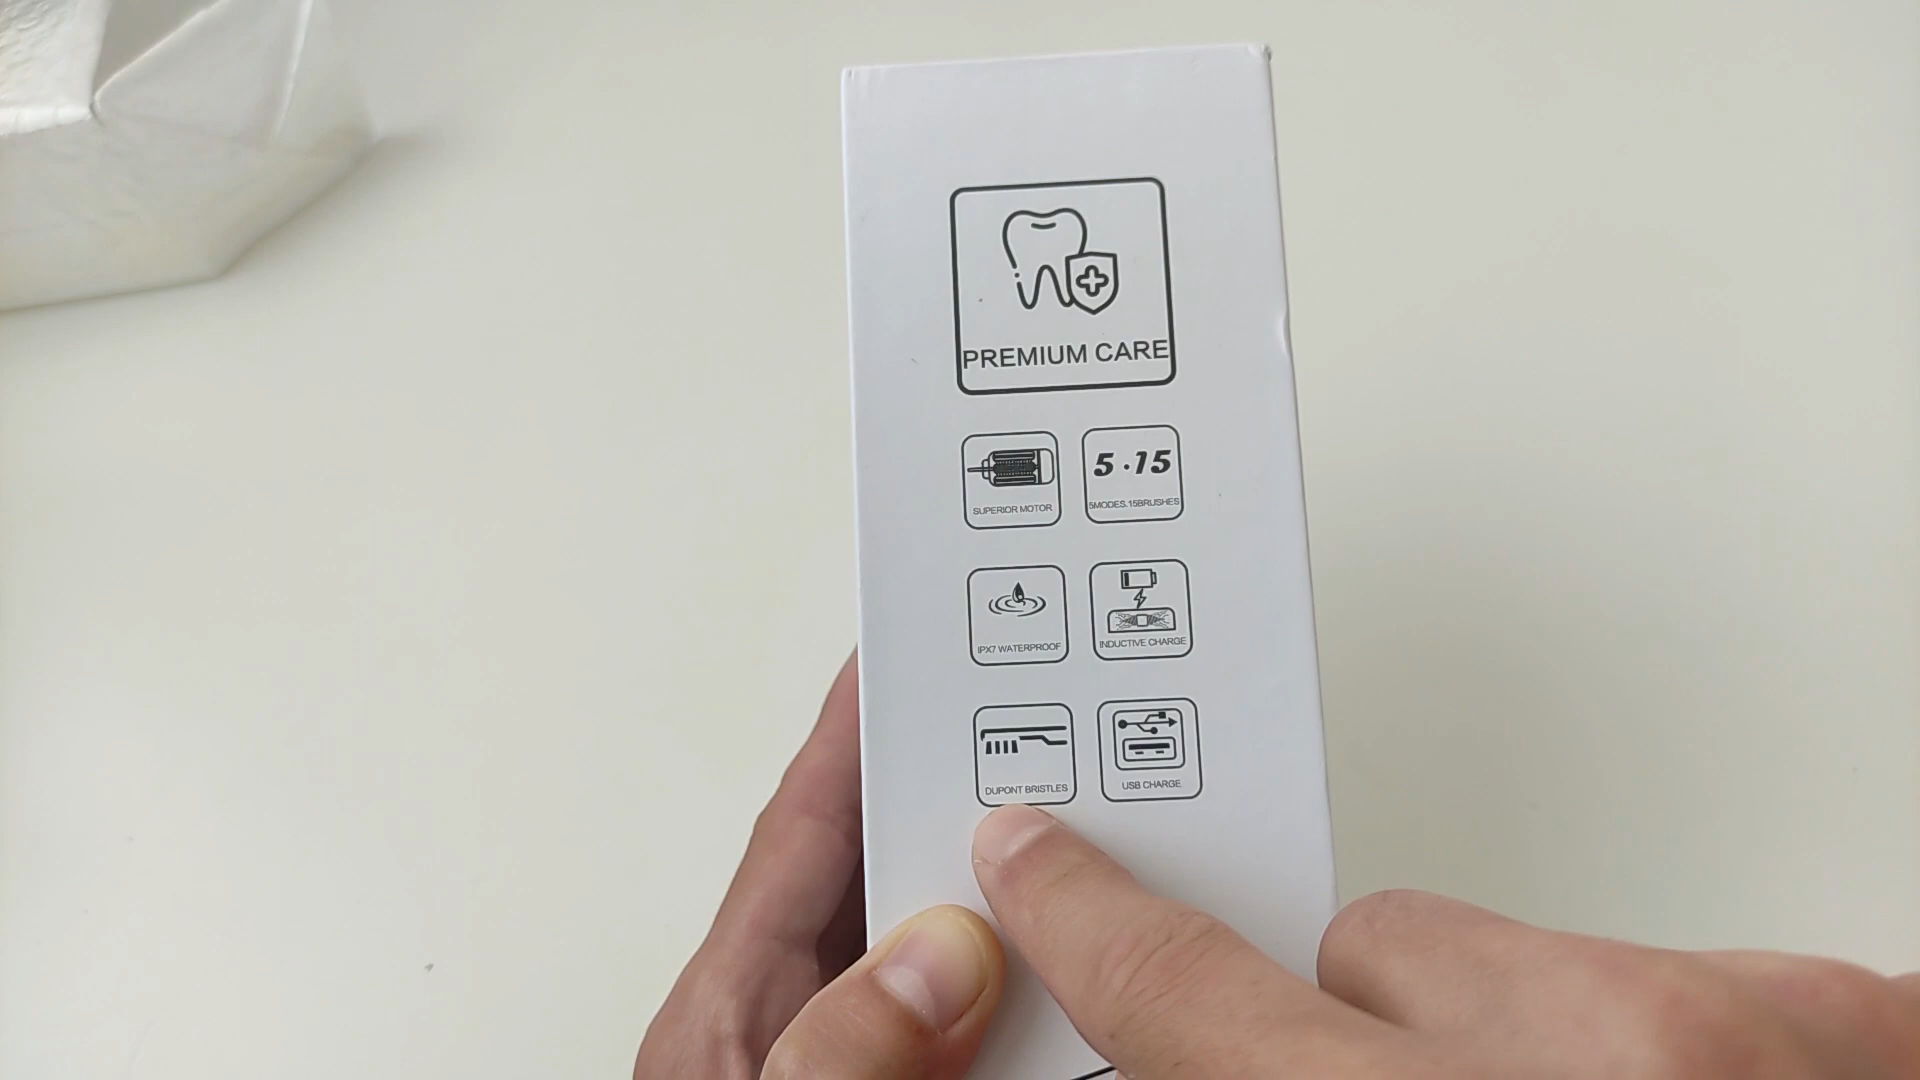 PREMIUM CARE
SUPERIOR MOTOR
5 · 15
5MODES.15BRUSHES
IPX7 WATERPROOF
INDUCTIVE CHARGE
DUPONT BRISTLES
USB CHARGE